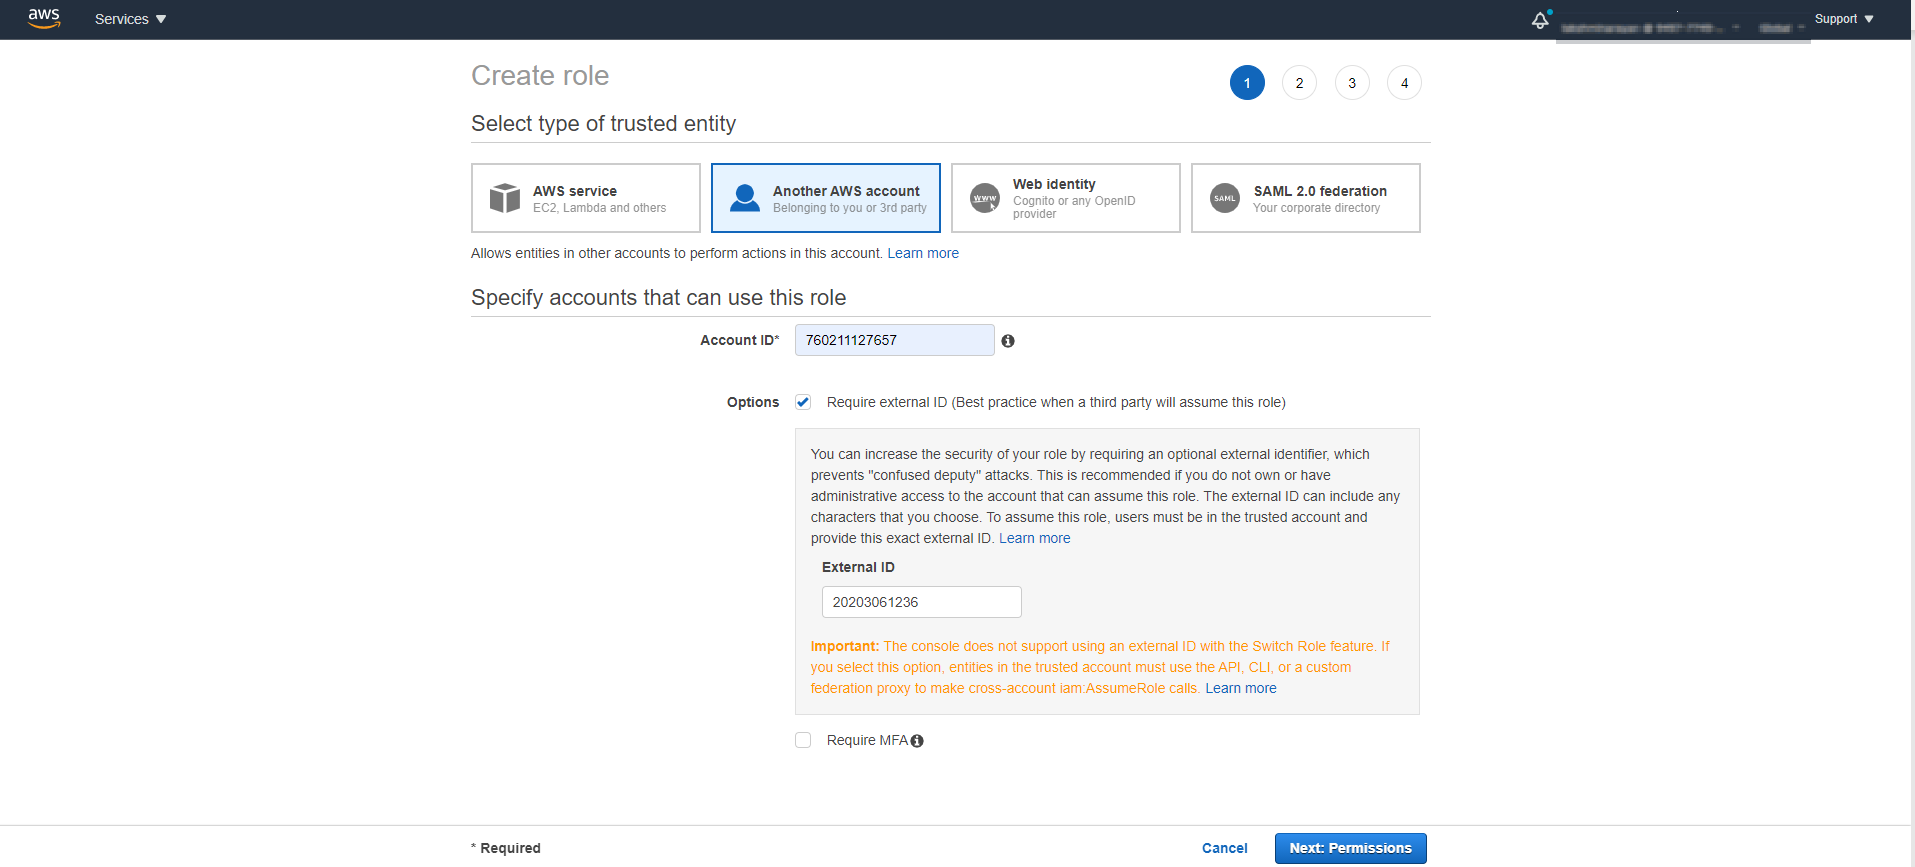 aws Services Support
Create role 1 2 3 4
Select type of trusted entity
AWS service
EC2, Lambda and others
Another AWS account
Belonging to you or 3rd party
www
Web identity
Cognito or any OpenID
provider
SAML
SAML 2.0 federation
Your corporate directory
Allows entities in other accounts to perform actions in this account. Learn more
Specify accounts that can use this role
Account ID* 760211127657
Options Require external ID (Best practice when a third party will assume this role)
You can increase the security of your role by requiring an optional external identifier, which
prevents "confused deputy" attacks. This is recommended if you do not own or have
administrative access to the account that can assume this role. The external ID can include any
characters that you choose. To assume this role, users must be in the trusted account and
provide this exact external ID. Learn more
External ID
20203061236
Important: The console does not support using an external ID with the Switch Role feature. If
you select this option, entities in the trusted account must use the API, CLI, or a custom
federation proxy to make cross-account iam:AssumeRole calls. Learn more
Require MFA
* Required Cancel Next: Permissions